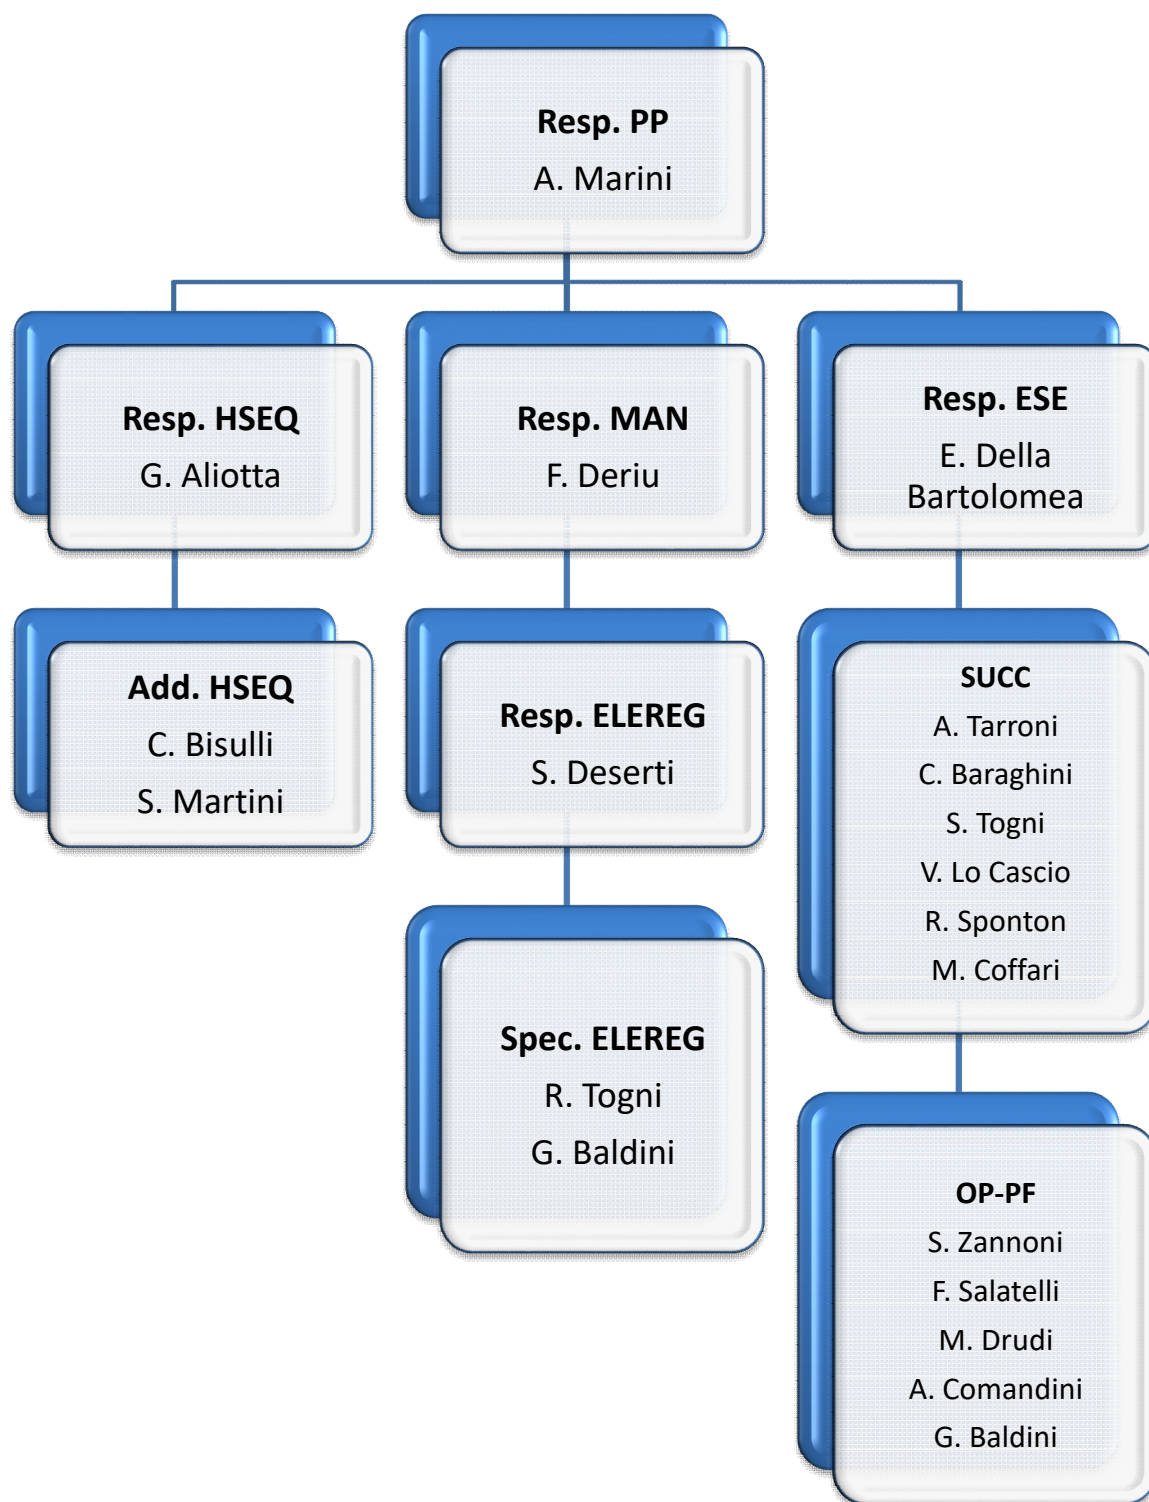 Resp. PP
A. Marini
Resp. HSEQ
G. Aliotta
Resp. MAN
F. Deriu
Resp. ESE
E. Della
Bartolomea
Add. HSEQ
C. Bisulli
S. Martini
Resp. ELEREG
S. Deserti
SUCC
A. Tarroni
C. Baraghini
S. Togni
V. Lo Cascio
R. Sponton
M. Coffari
Spec. ELEREG
R. Togni
G. Baldini
OP-PF
S. Zannoni
F. Salatelli
M. Drudi
A. Comandini
G. Baldini